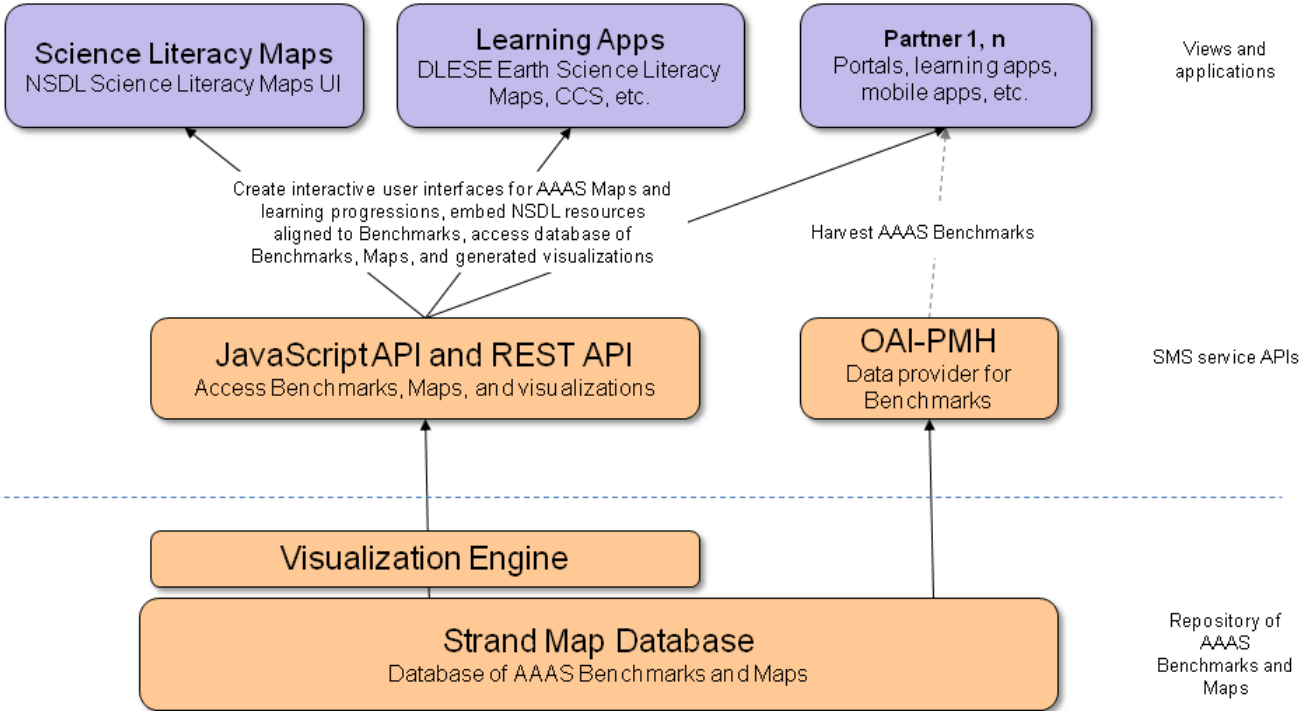 Science Literacy Maps
NSDL Science Literacy Maps UI
Learning Apps
DLESE Earth Science Literacy
Maps, CCS, etc.
Partner 1, n
Portals, learning apps,
mobile apps, etc.
Views and
applications
Create interactive user interfaces for AAAS Maps and
learning progressions, embed NSDL resources
aligned to Benchmarks, access database of
Benchmarks, Maps, and generated visualizations
Harvest AAAS Benchmarks
JavaScript API and REST API
Access Benchmarks, Maps, and visualizations
OAI-PMH
Data provider for
Benchmarks
SMS service APIs
Visualization Engine
Strand Map Database
Database of AAAS Benchmarks and Maps
Repository of
AAAS
Benchmarks and
Maps